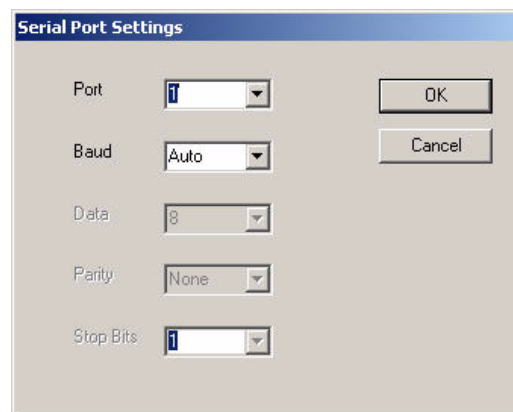 Serial Port Settings
Port 1 OK
Baud Auto Cancel
Data 8
Parity None
Stop Bits 1